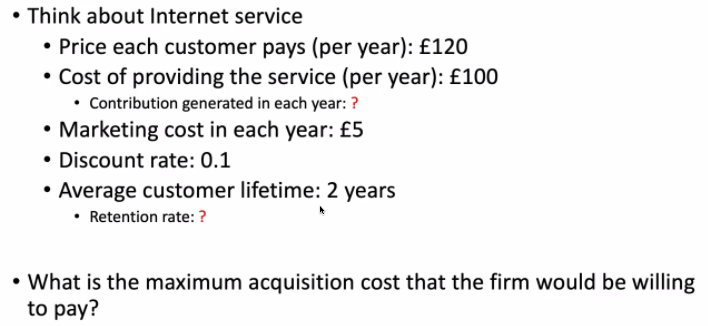 • Think about Internet service
• Price each customer pays (per year): £120
• Cost of providing the service (per year): £100
• Contribution generated in each year: ?
• Marketing cost in each year: £5
• Discount rate: 0.1
• Average customer lifetime: 2 years
• Retention rate: ?
• What is the maximum acquisition cost that the firm would be willing
to pay?